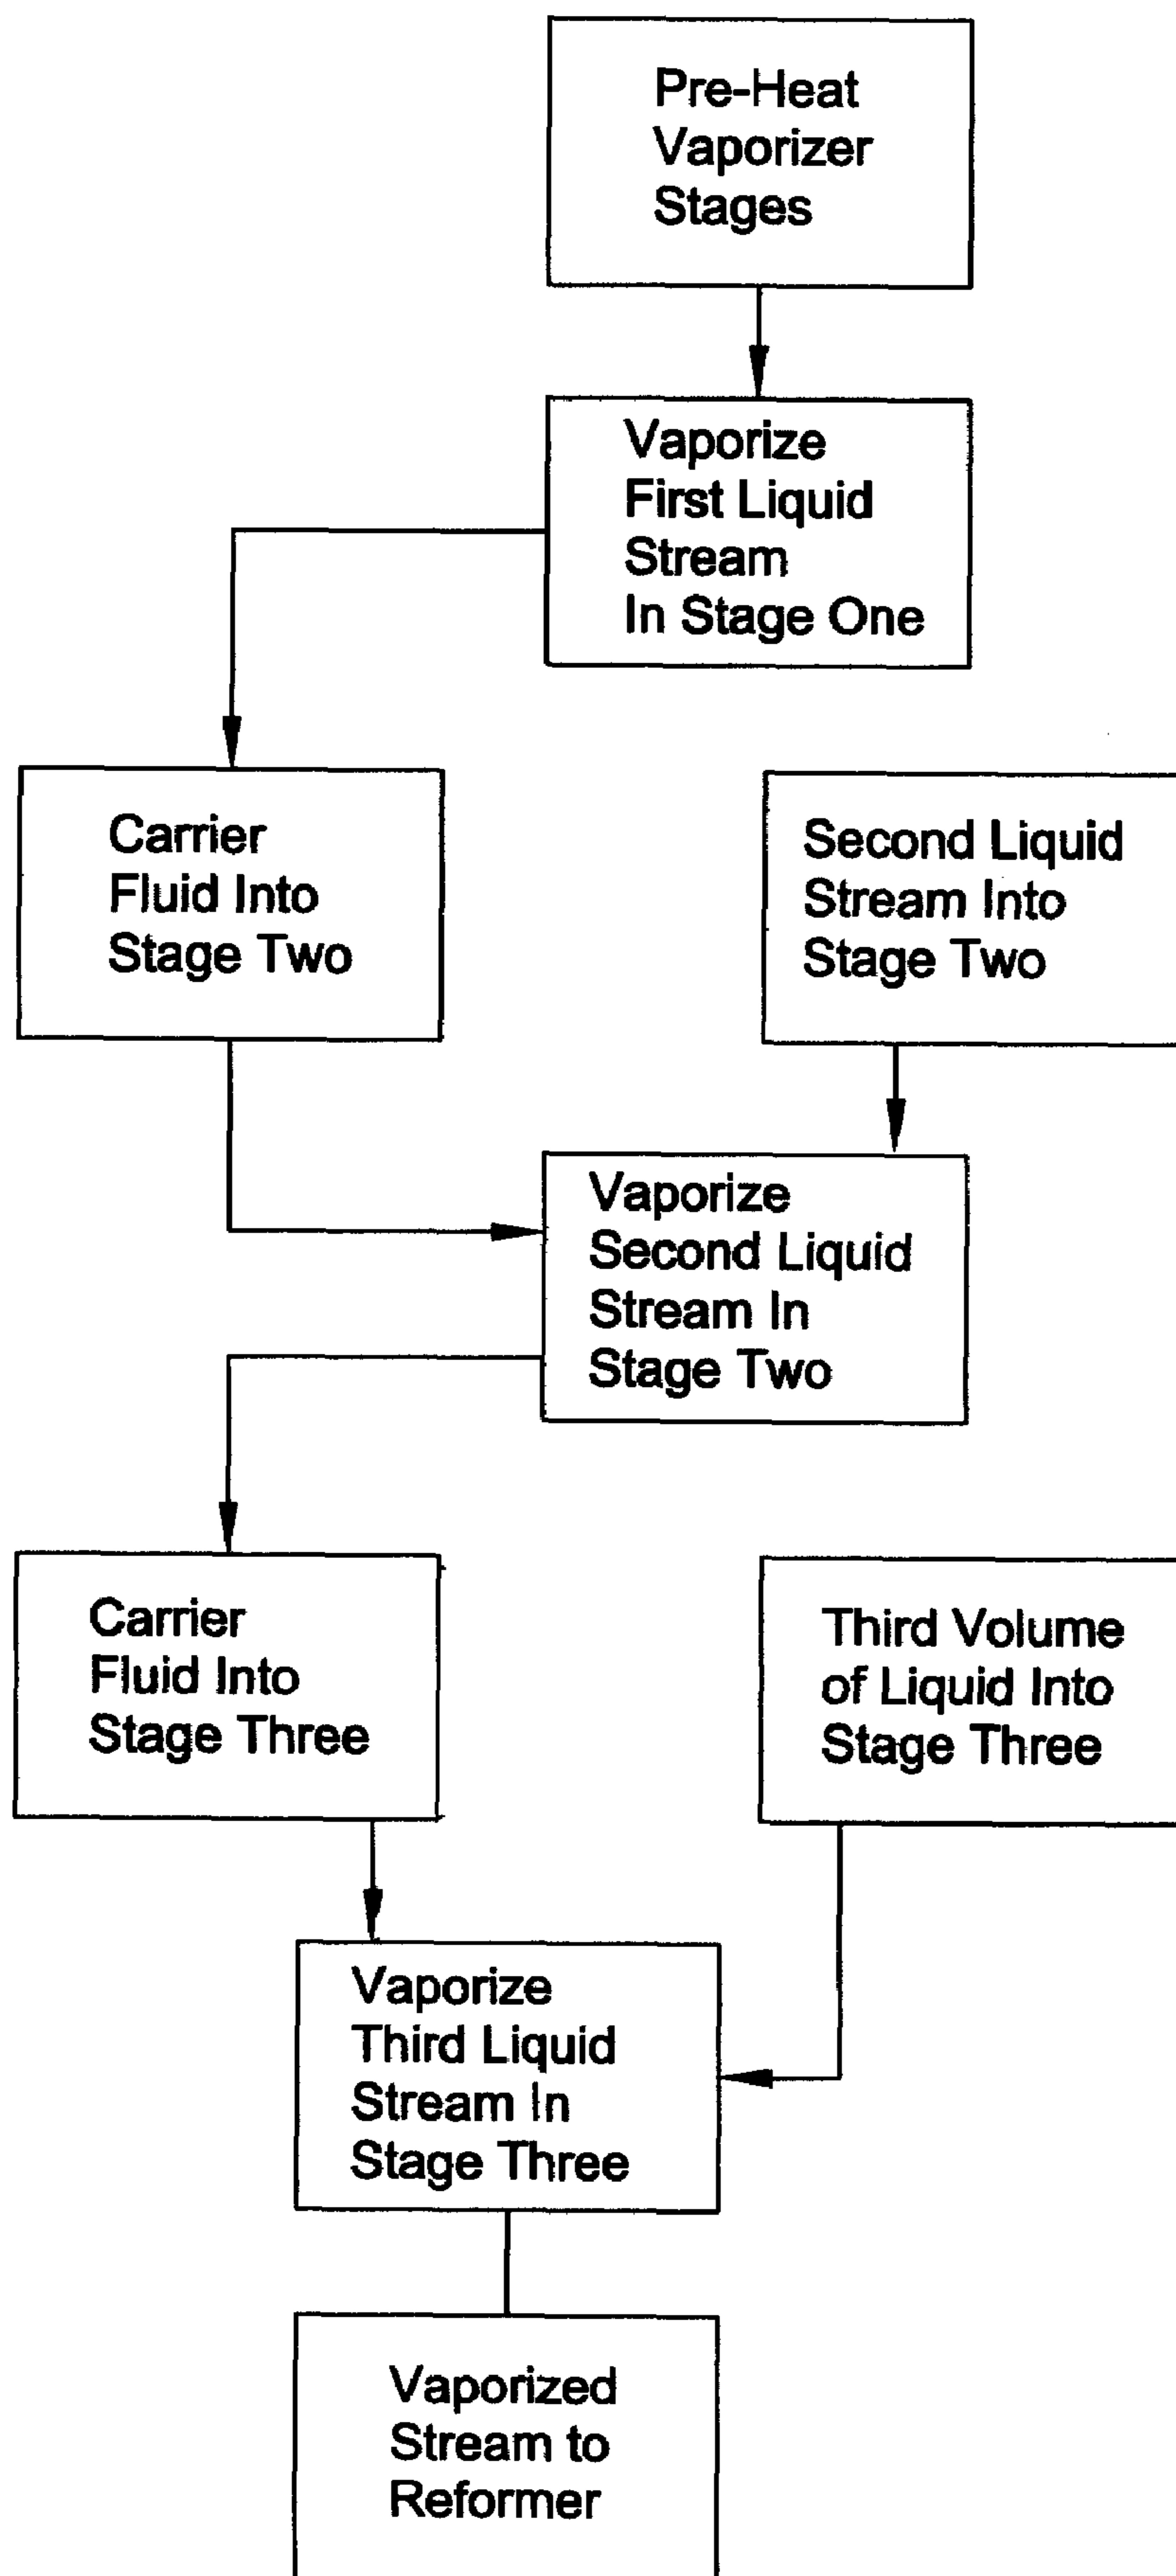 Pre-Heat
Vaporizer
Stages
Vaporize
First Liquid
Stream
In Stage One
Carrier
Fluid Into
Stage Two
Second Liquid
Stream Into
Stage Two
Vaporize
Second Liquid
Stream In
Stage Two
Carrier
Fluid Into
Stage Three
Third Volume
of Liquid Into
Stage Three
Vaporize
Third Liquid
Stream In
Stage Three
Vaporized
Stream to
Reformer